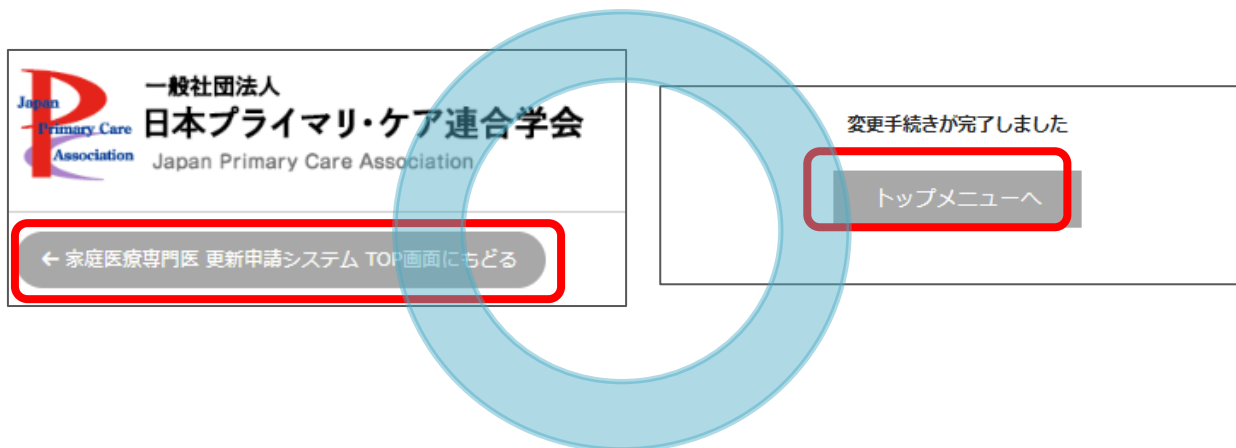 一般社団法人
日本プライマリ・ケア連合学会
Japan Primary Care Association
Japan
Primary Care
Association
← 家庭医療専門医 更新申請システム TOP画面にもどる
変更手続きが完了しました
トップメニューへ